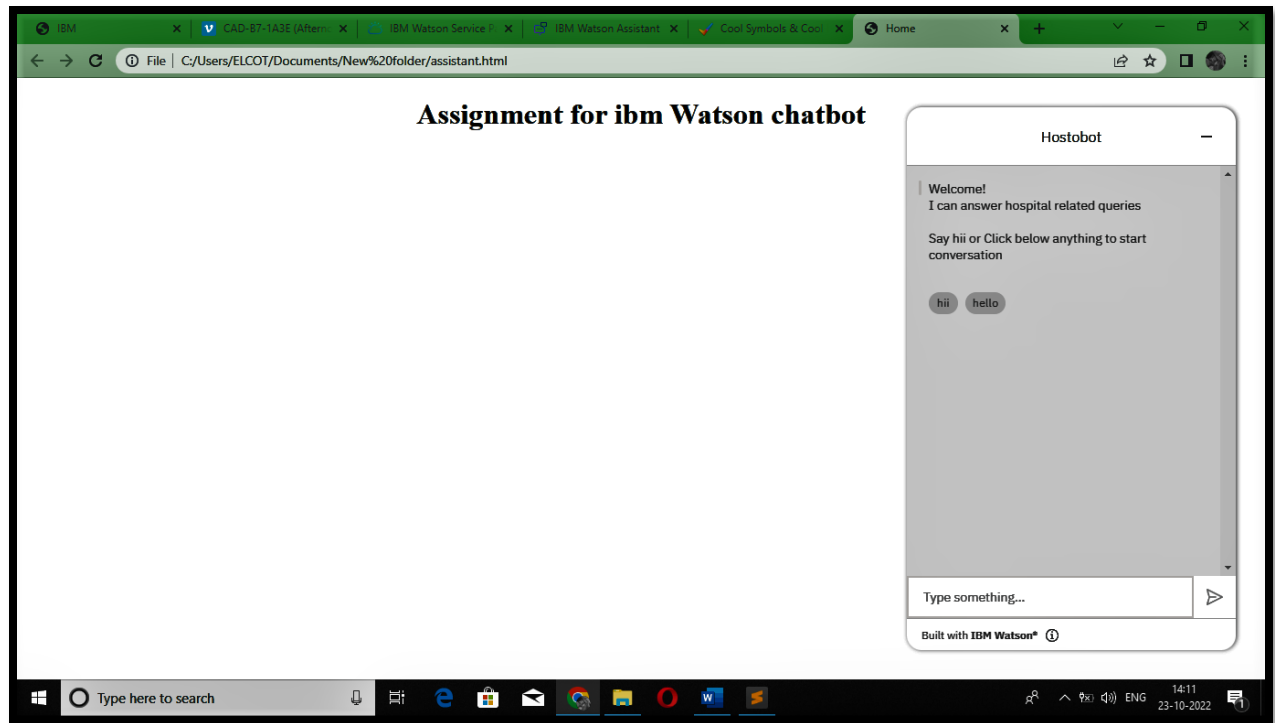 IBM
CAD-B7-1A3E (Afterno
IBM Watson Service P
IBM Watson Assistant
Cool Symbols & Cool
Home
File | C:/Users/ELCOT/Documents/New%20folder/assistant.html
Assignment for ibm Watson chatbot
Hostobot
Welcome!
I can answer hospital related queries
Say hii or Click below anything to start
conversation
hii hello
Type something...
Built with IBM Watson®
Type here to search
ENG
14:11
23-10-2022
1